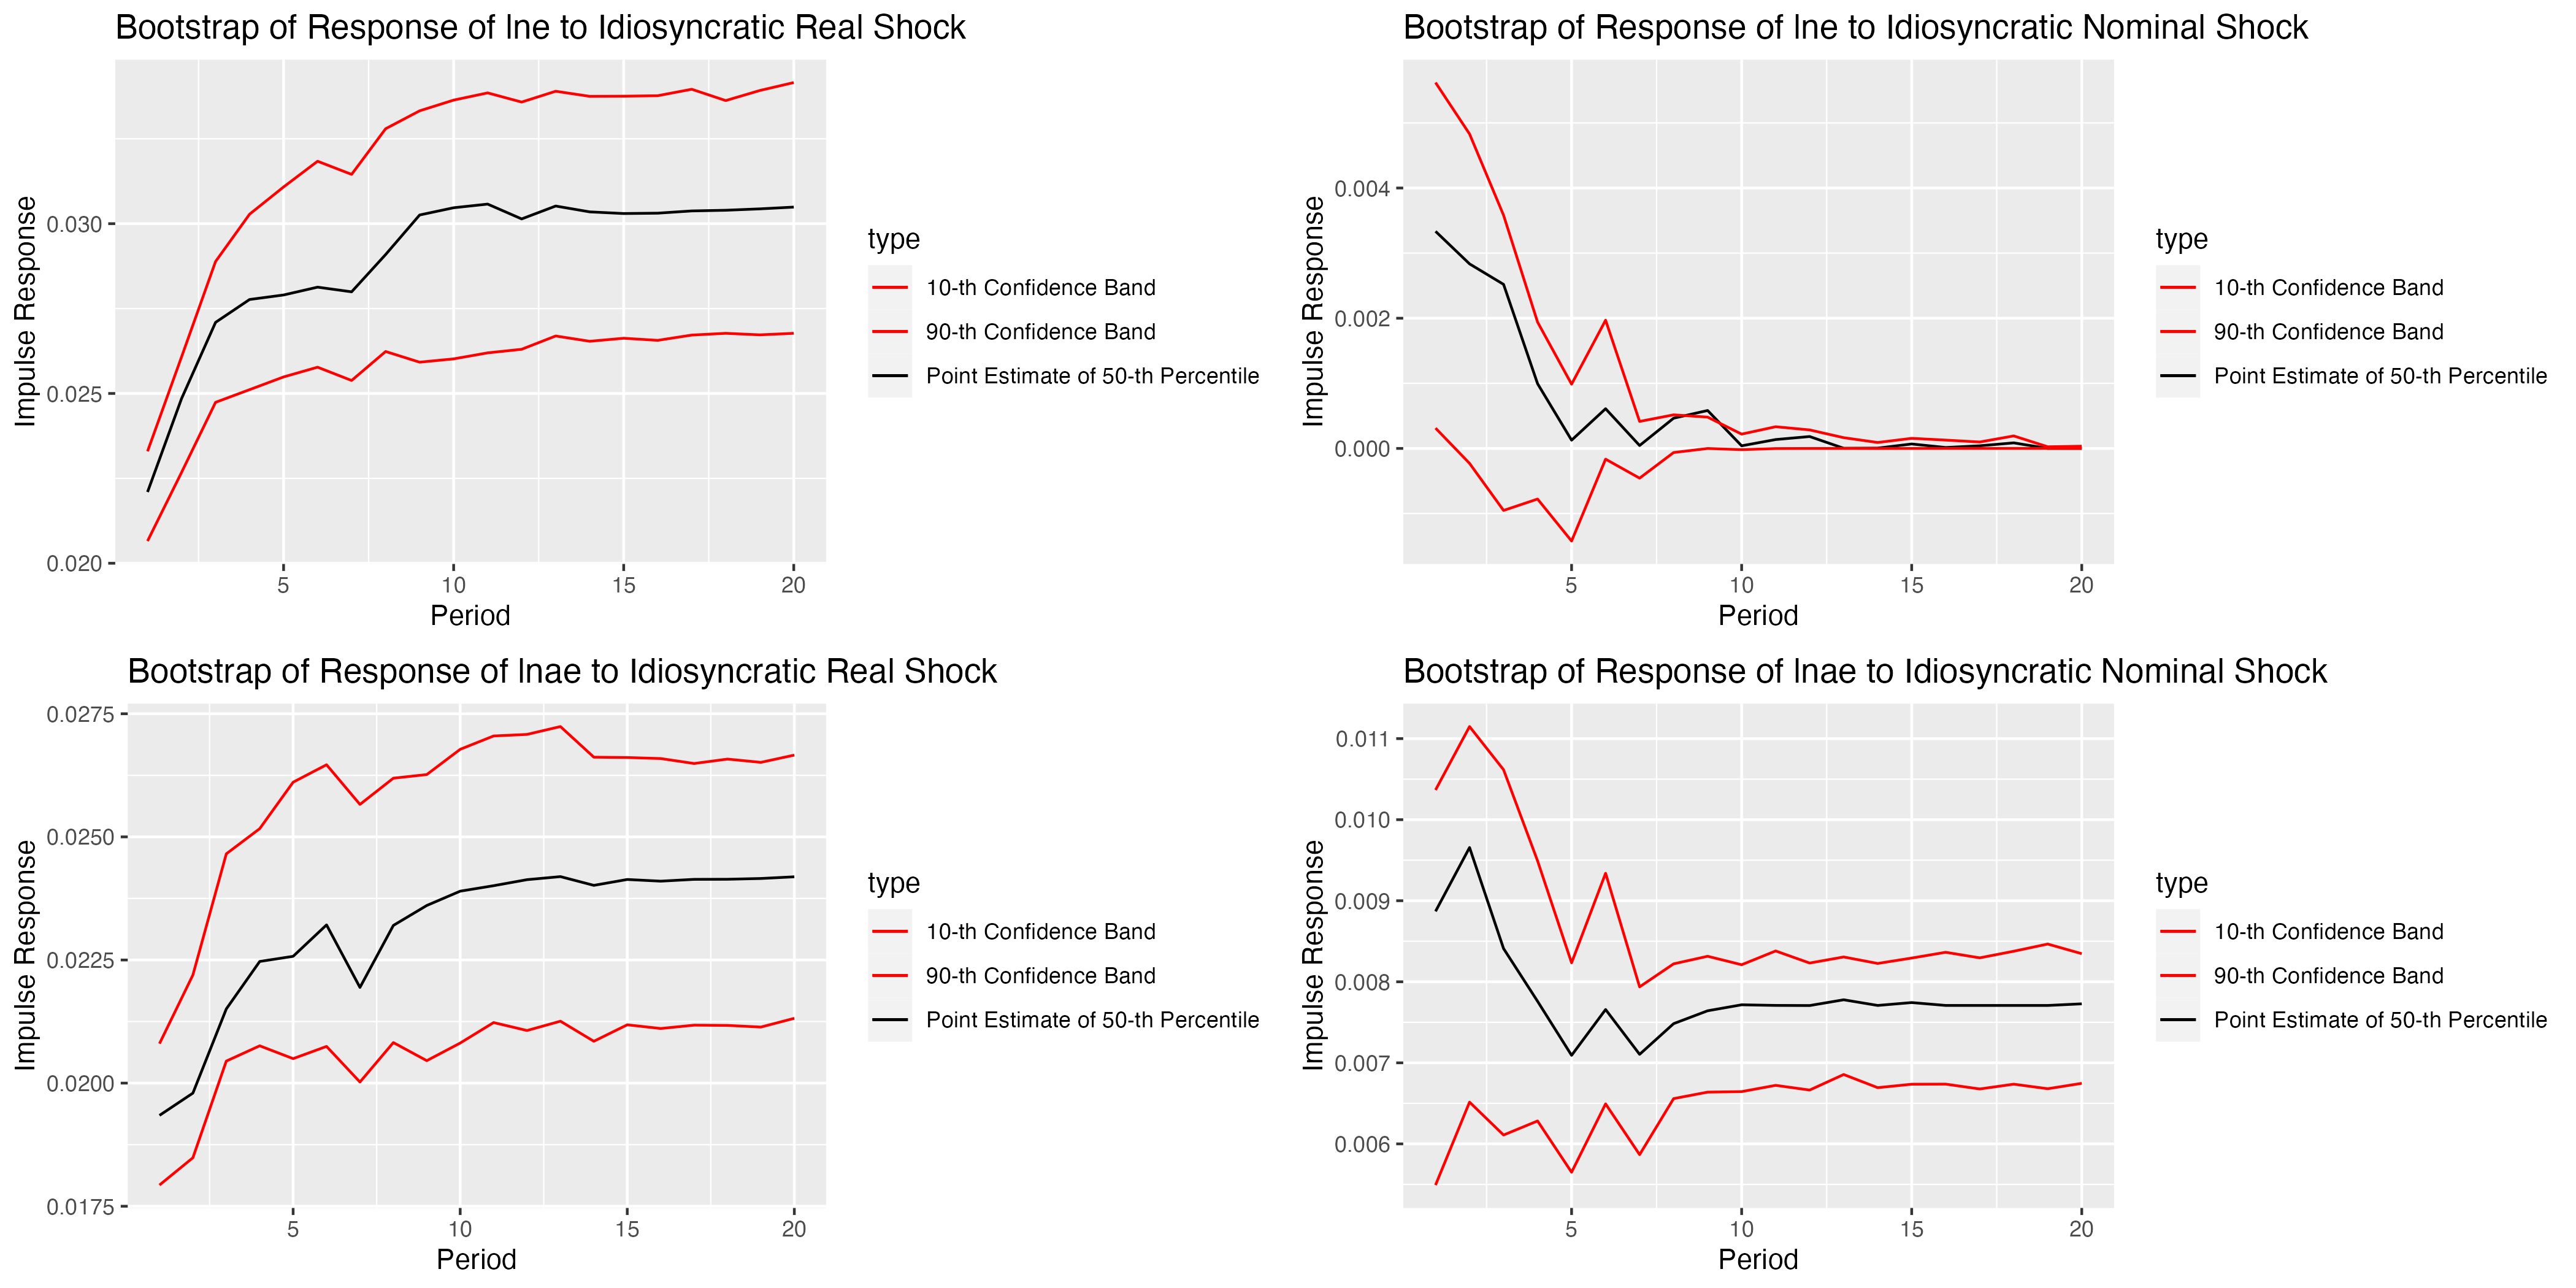 Bootstrap of Response of lne to Idiosyncratic Real Shock
Impulse Response
0.030
0.025
0.020
5 10 15 20
Period
type
10-th Confidence Band
90-th Confidence Band
Point Estimate of 50-th Percentile
Bootstrap of Response of lne to Idiosyncratic Nominal Shock
Impulse Response
0.004
0.002
0.000
5 10 15 20
Period
type
10-th Confidence Band
90-th Confidence Band
Point Estimate of 50-th Percentile
Bootstrap of Response of lnae to Idiosyncratic Real Shock
Impulse Response
0.0275
0.0250
0.0225
0.0200
0.0175
5 10 15 20
Period
type
10-th Confidence Band
90-th Confidence Band
Point Estimate of 50-th Percentile
Bootstrap of Response of lnae to Idiosyncratic Nominal Shock
Impulse Response
0.011
0.010
0.009
0.008
0.007
0.006
5 10 15 20
Period
type
10-th Confidence Band
90-th Confidence Band
Point Estimate of 50-th Percentile